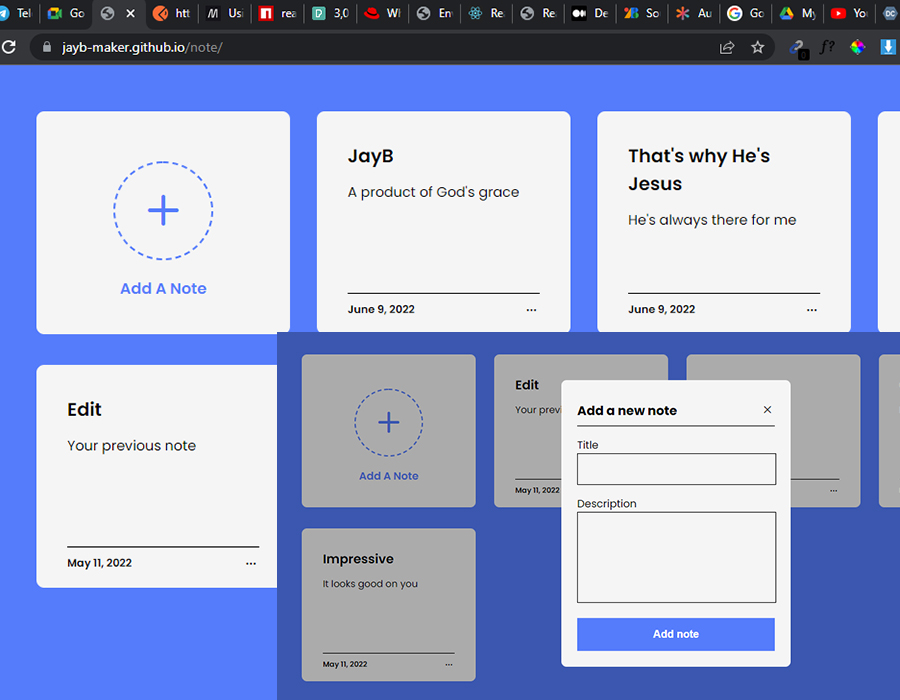 Tel
Go
htt
Usi
rea
3,0
Wh
En
Re
Re
De
So
Au
Go
My
Yo
DC
jayb-maker.github.io/note/
f?
Add A Note
JayB
A product of God's grace
June 9, 2022
...
That's why He's
Jesus
He's always there for me
June 9, 2022
...
Edit
Your previous note
May 11, 2022
...
Add A Note
Edit
Your previ
May 11, 2022
...
Impressive
It looks good on you
May 11, 2022
...
Add a new note
Title
Description
Add note